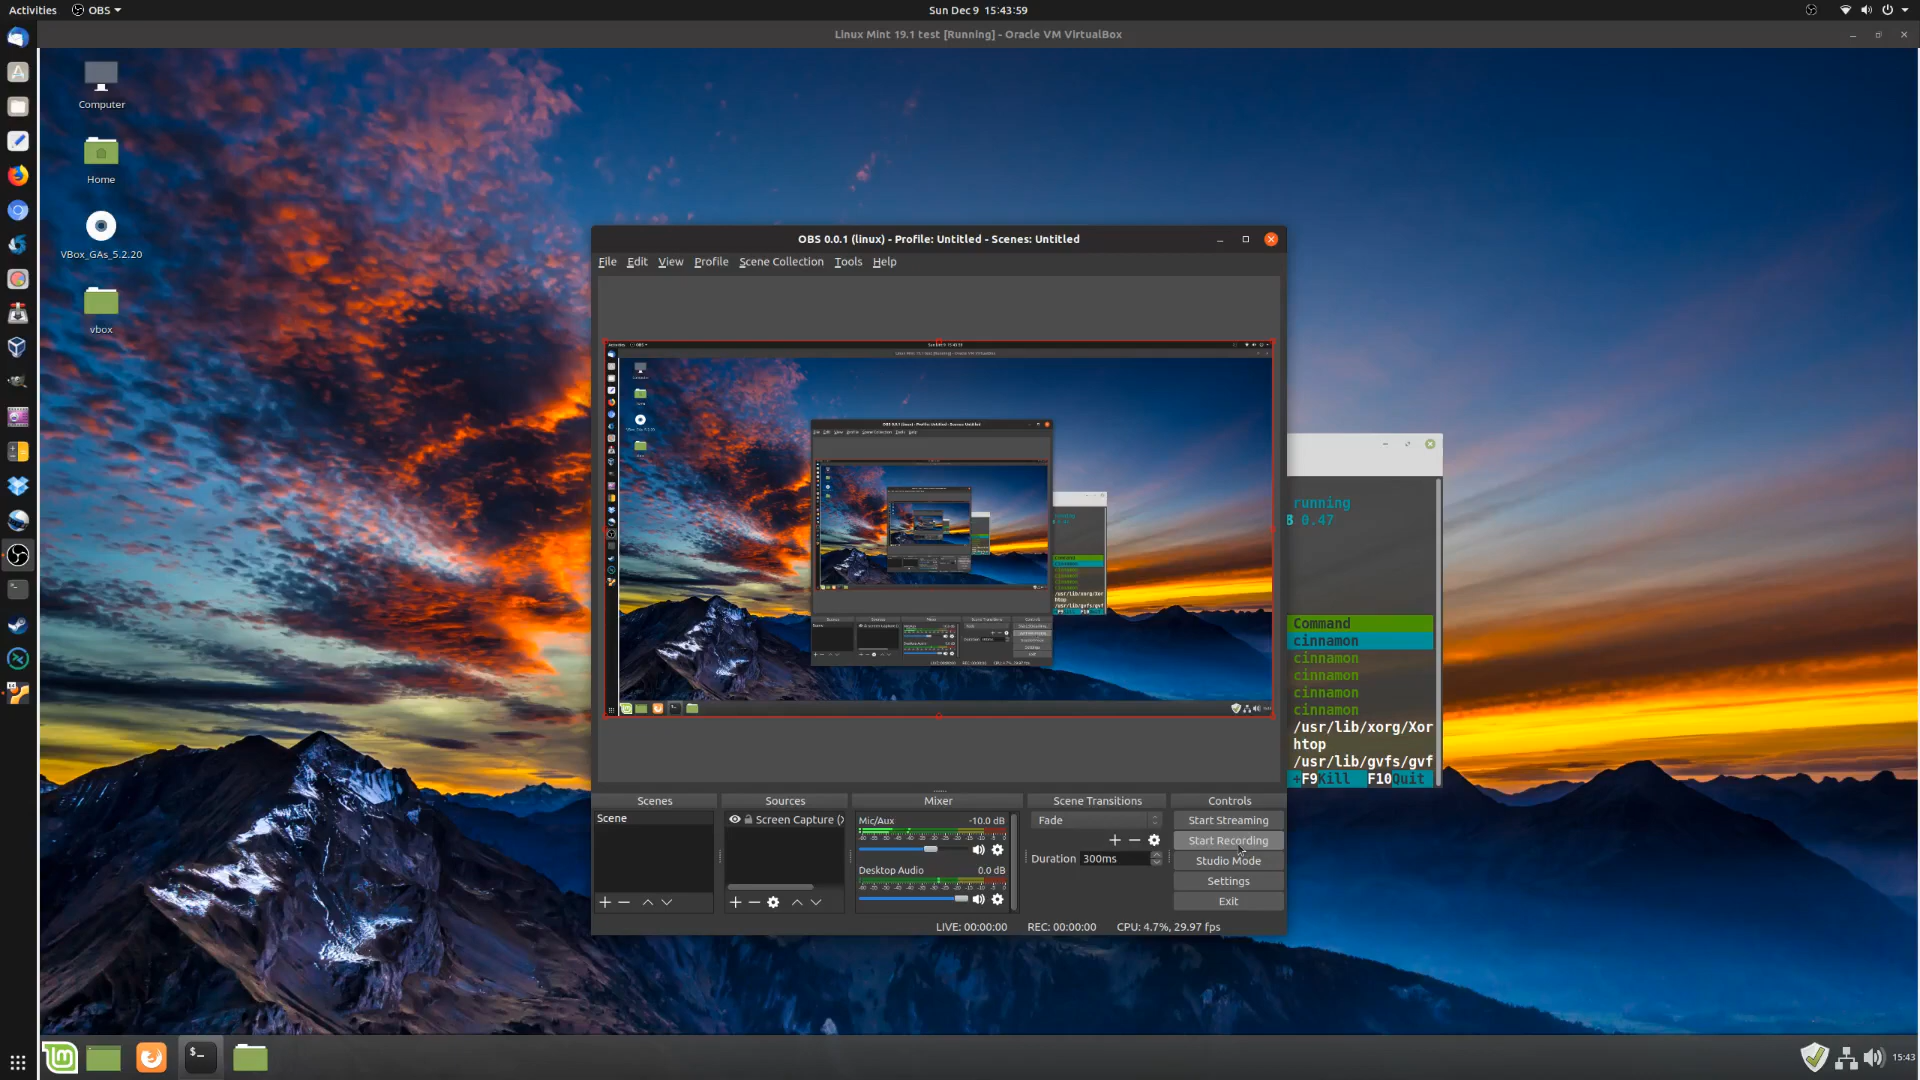 Activities
OBS
Sun Dec 9 15:43:59
Linux Mint 19.1 test [Running] - Oracle VM VirtualBox
Computer
Home
VBox_GAs_5.2.20
vbox
OBS 0.0.1 (linux) - Profile: Untitled - Scenes: Untitled
File Edit View Profile Scene Collection Tools Help
running
0.47
Command
cinnamon
cinnamon
cinnamon
cinnamon
cinnamon
/usr/lib/xorg/Xor
htop
/usr/lib/gvfs/gvf
+F9Kill F10Quit
Scenes
Scene
Sources
Screen Capture (X
Mixer
Mic/Aux -10.0 dB
Desktop Audio 0.0 dB
Scene Transitions
Fade
Duration 300ms
Controls
Start Streaming
Start Recording
Studio Mode
Settings
Exit
LIVE: 00:00:00 REC: 00:00:00 CPU: 4.7%, 29.97 fps
$-
15:43